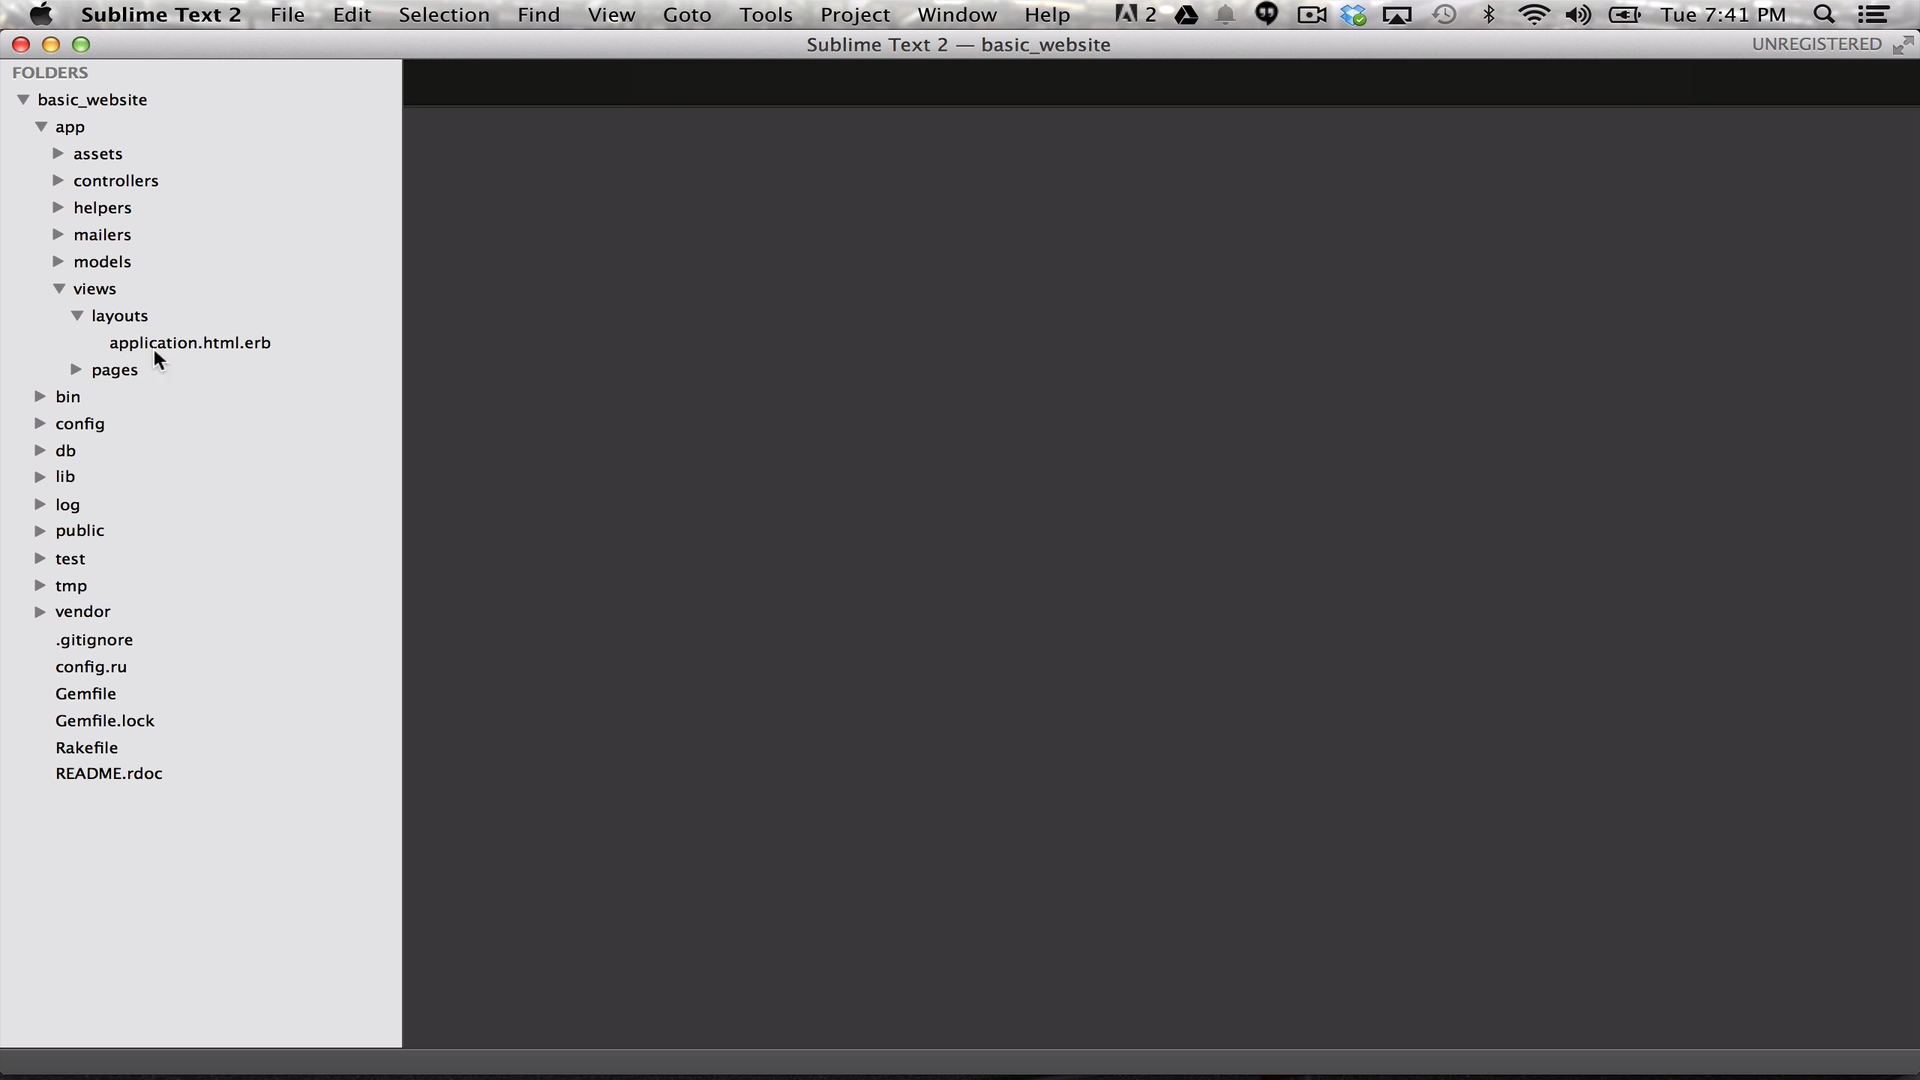 Sublime Text 2 File Edit Selection Find View Goto Tools Project Window Help 2 Tue 7:41 PM
Sublime Text 2 — basic_website UNREGISTERED
FOLDERS
basic_website
app
assets
controllers
helpers
mailers
models
views
layouts
application.html.erb
pages
bin
config
db
lib
log
public
test
tmp
vendor
.gitignore
config.ru
Gemfile
Gemfile.lock
Rakefile
README.rdoc